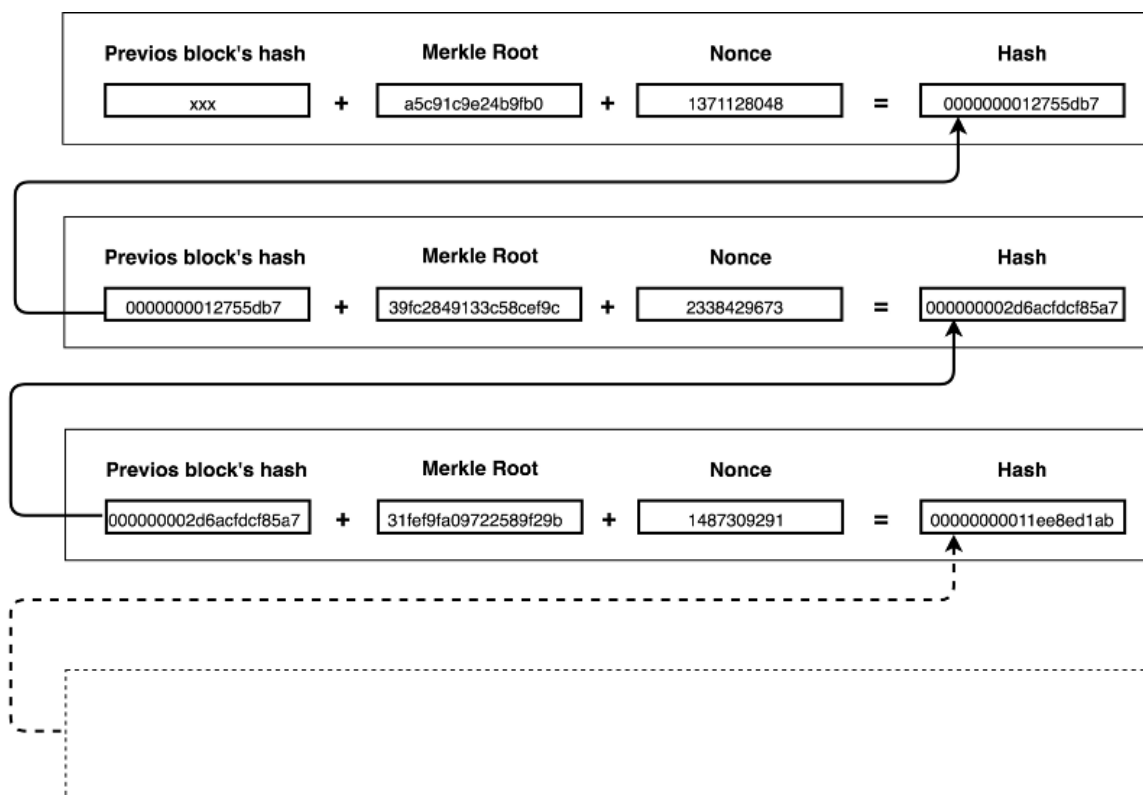 Previos block's hash Merkle Root Nonce Hash
xxx + a5c91c9e24b9fb0 + 1371128048 = 0000000012755db7
Previos block's hash Merkle Root Nonce Hash
0000000012755db7 + 39fc2849133c58cef9c + 2338429673 = 000000002d6acfdcf85a7
Previos block's hash Merkle Root Nonce Hash
000000002d6acfdcf85a7 + 31fef9fa09722589f29b + 1487309291 = 00000000011ee8ed1ab